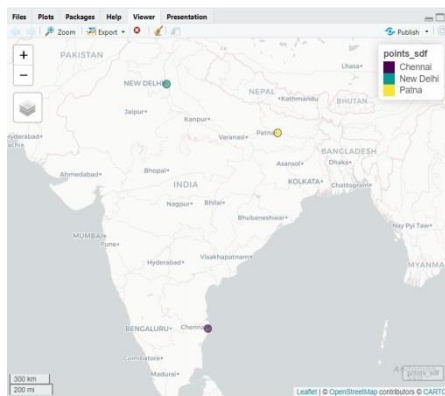 Files Plots Packages Help Viewer Presentation
Zoom Export Publish
+
−
points_sdf
Chennai
New Delhi
Patna
PAKISTAN
Lhasa
NEW DELHI
NEPAL
Kathmandu
BHUTAN
Jaipur
Kanpur
Varanasi
Patna
BANGLADESH
Asansol
Dhaka
Ahmedabad
Bhopal
KOLKATA
Chattogram
INDIA
Nagpur
Bhilai
Bhubaneshwar
MUMBAI
Pune
Nay Pyi Taw
Hyderabad
Visakhapatnam
MYANMA
BENGALURU
Chennai
Coimbatore
Madurai
300 km
200 mi
points_sdf
Leaflet | © OpenStreetMap contributors © CARTO